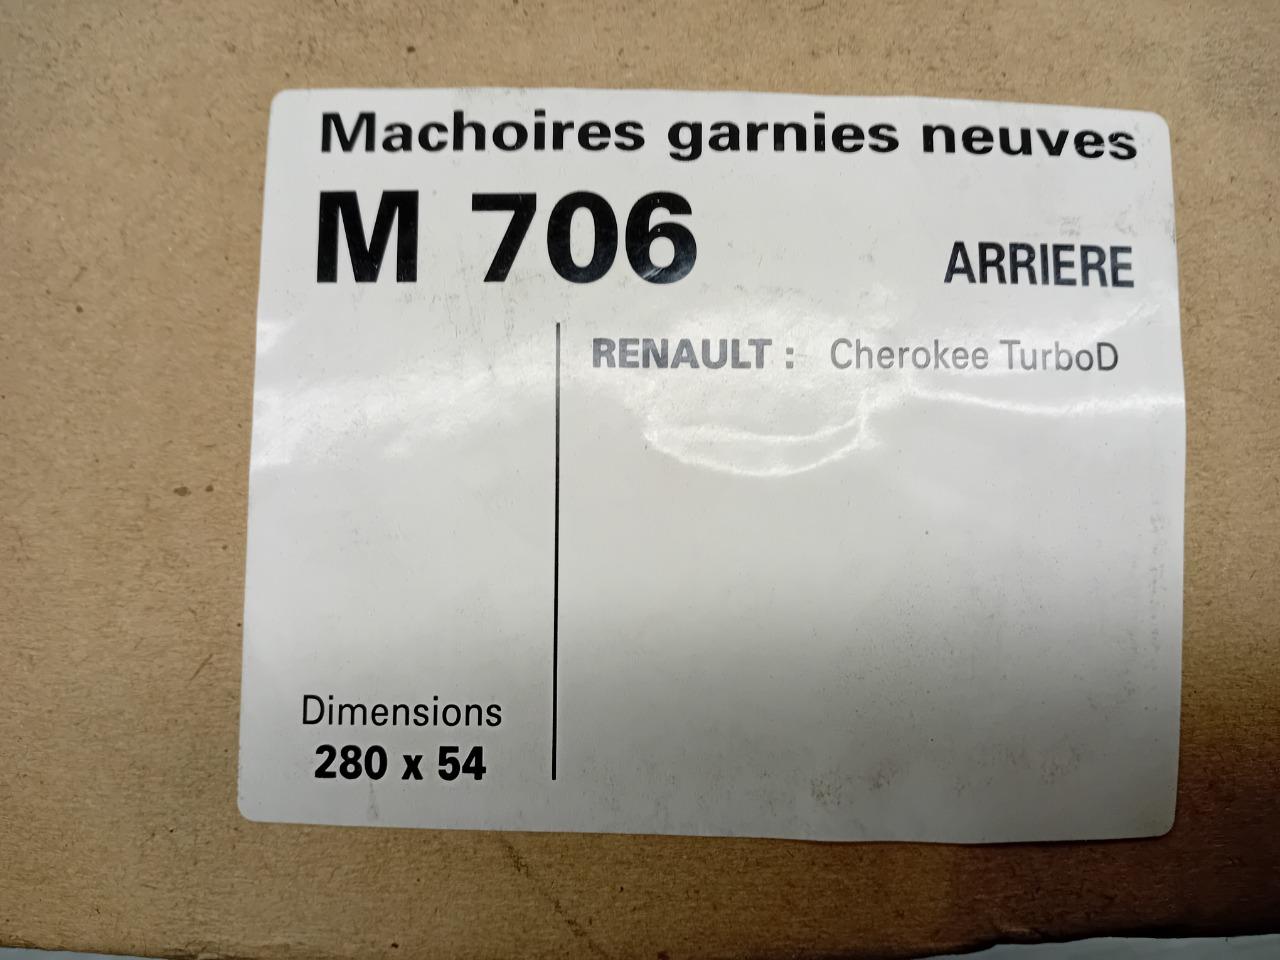 Machoires garnies neuves
M 706 ARRIERE
RENAULT : Cherokee TurboD
Dimensions
280 x 54